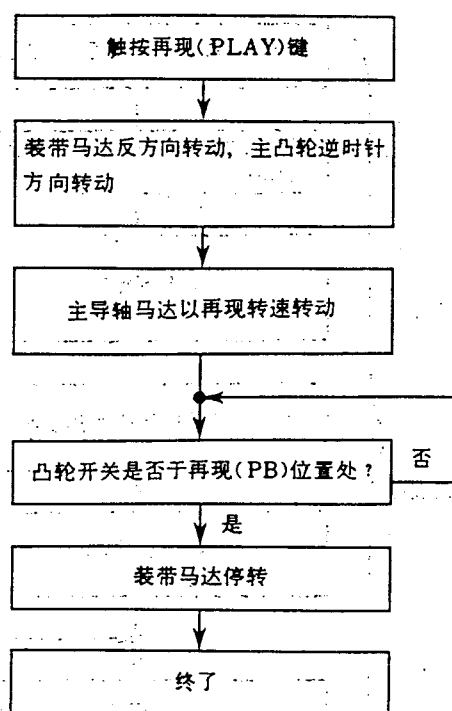 触按再现(PLAY)键
装带马达反方向转动，主凸轮逆时针
方向转动
主导轴马达以再现转速转动
凸轮开关是否于再现(PB)位置处？
否
是
装带马达停转
终了